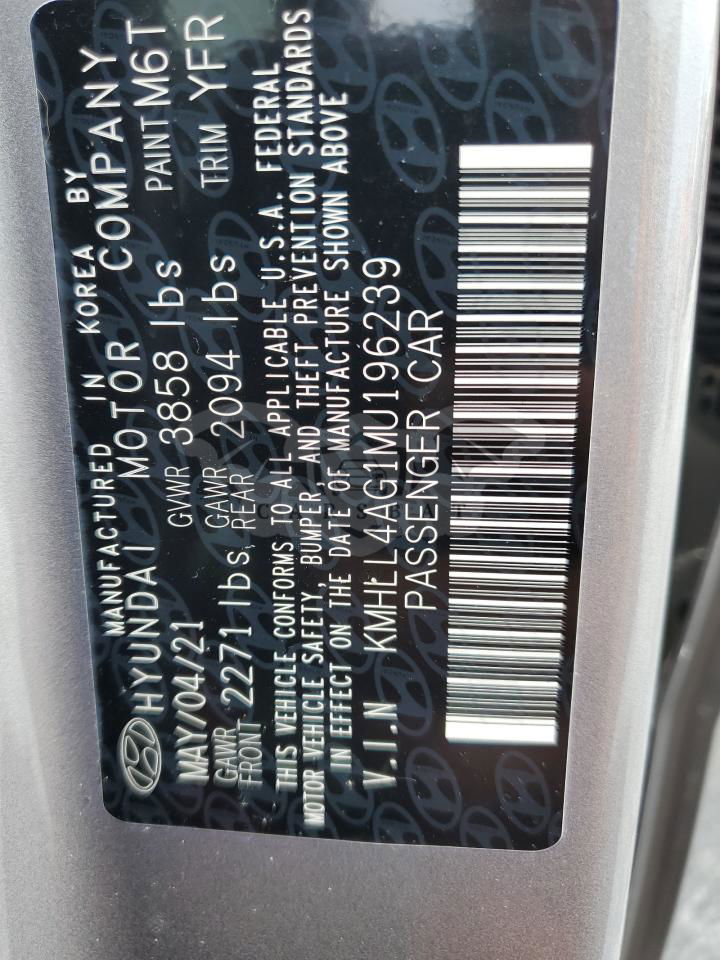 MANUFACTURED IN KOREA BY
HYUNDAI MOTOR COMPANY
MAY/04/21 GVWR 3858 lbs PAINT M6T
GAWR FRONT 2271 lbs, GAWR REAR 2094 lbs TRIM YFR
THIS VEHICLE CONFORMS TO ALL APPLICABLE U.S.A. FEDERAL
MOTOR VEHICLE SAFETY, BUMPER, AND THEFT PREVENTION STANDARDS
IN EFFECT ON THE DATE OF MANUFACTURE SHOWN ABOVE
V.I.N KMHLL4AG1MU196239
PASSENGER CAR